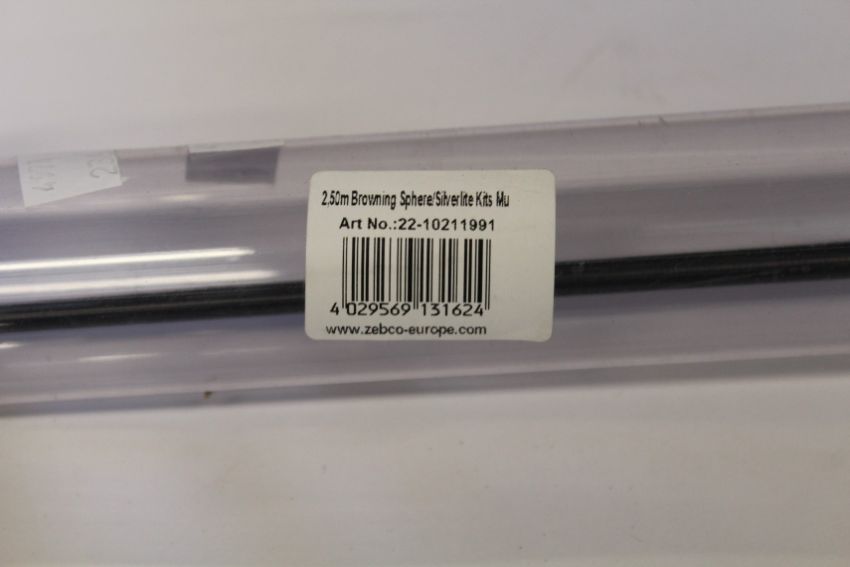 2,50m Browning Sphere/Silverlite Kits Mu
Art No.:22-10211991
4 029569 131624
www.zebco-europe.com